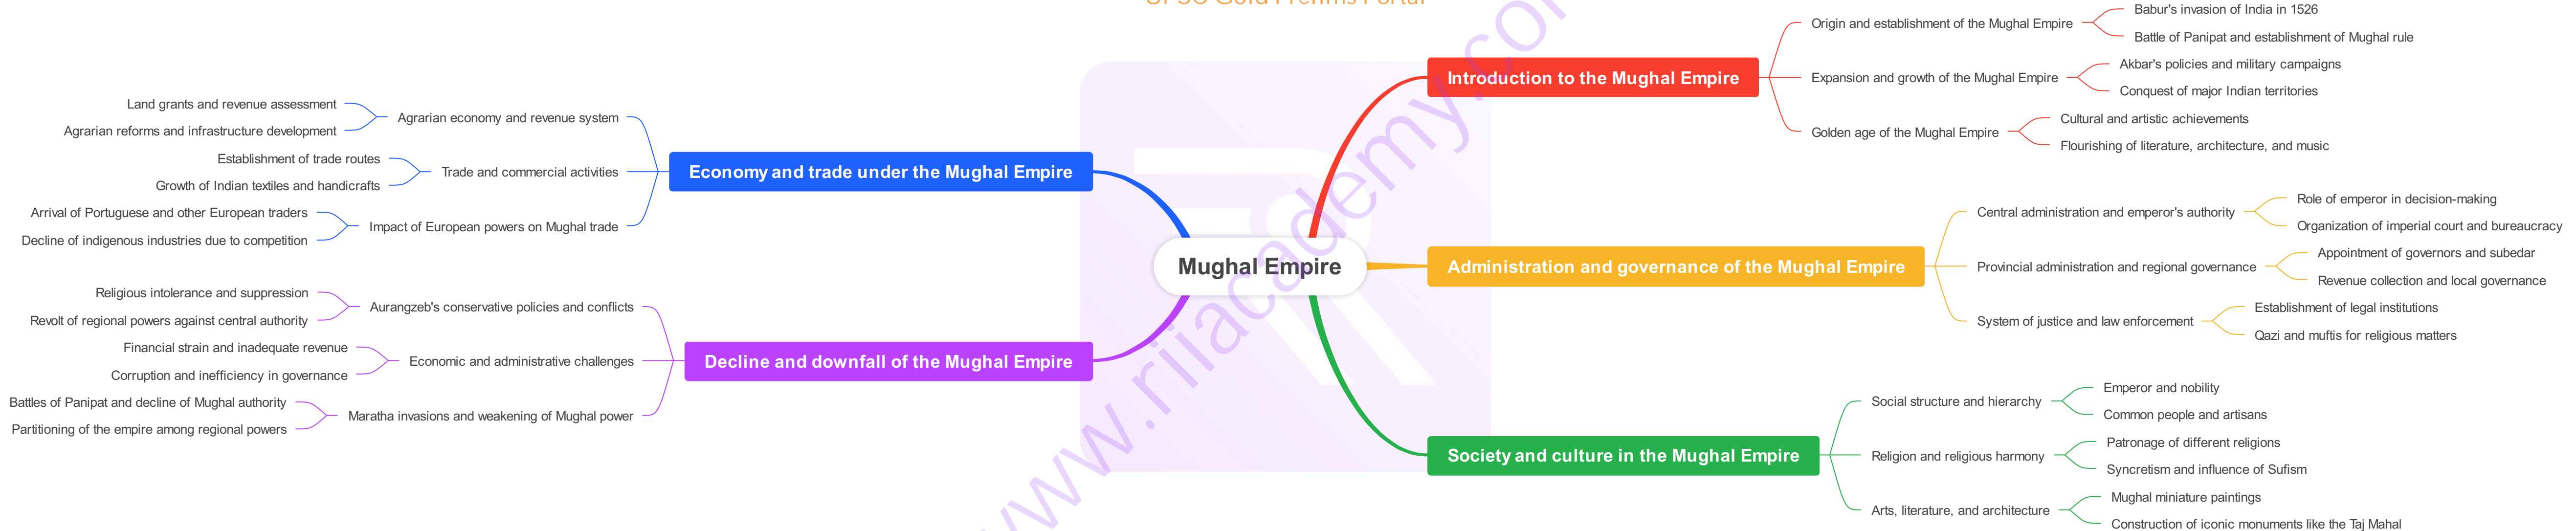 UPSC Gold Prelims Portal
Mughal Empire
Introduction to the Mughal Empire
Origin and establishment of the Mughal Empire
Babur's invasion of India in 1526
Battle of Panipat and establishment of Mughal rule
Expansion and growth of the Mughal Empire
Akbar's policies and military campaigns
Conquest of major Indian territories
Golden age of the Mughal Empire
Cultural and artistic achievements
Flourishing of literature, architecture, and music
Administration and governance of the Mughal Empire
Central administration and emperor's authority
Role of emperor in decision-making
Organization of imperial court and bureaucracy
Provincial administration and regional governance
Appointment of governors and subedar
Revenue collection and local governance
System of justice and law enforcement
Establishment of legal institutions
Qazi and muftis for religious matters
Society and culture in the Mughal Empire
Social structure and hierarchy
Emperor and nobility
Common people and artisans
Religion and religious harmony
Patronage of different religions
Syncretism and influence of Sufism
Arts, literature, and architecture
Mughal miniature paintings
Construction of iconic monuments like the Taj Mahal
Economy and trade under the Mughal Empire
Agrarian economy and revenue system
Land grants and revenue assessment
Agrarian reforms and infrastructure development
Trade and commercial activities
Establishment of trade routes
Growth of Indian textiles and handicrafts
Impact of European powers on Mughal trade
Arrival of Portuguese and other European traders
Decline of indigenous industries due to competition
Decline and downfall of the Mughal Empire
Aurangzeb's conservative policies and conflicts
Religious intolerance and suppression
Revolt of regional powers against central authority
Economic and administrative challenges
Financial strain and inadequate revenue
Corruption and inefficiency in governance
Maratha invasions and weakening of Mughal power
Battles of Panipat and decline of Mughal authority
Partitioning of the empire among regional powers